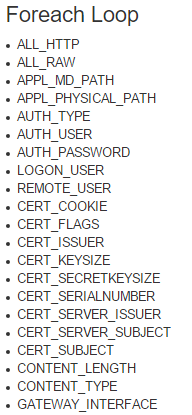 Foreach Loop
ALL_HTTP
ALL_RAW
APPL_MD_PATH
APPL_PHYSICAL_PATH
AUTH_TYPE
AUTH_USER
AUTH_PASSWORD
LOGON_USER
REMOTE_USER
CERT_COOKIE
CERT_FLAGS
CERT_ISSUER
CERT_KEYSIZE
CERT_SECRETKEYSIZE
CERT_SERIALNUMBER
CERT_SERVER_ISSUER
CERT_SERVER_SUBJECT
CERT_SUBJECT
CONTENT_LENGTH
CONTENT_TYPE
GATEWAY_INTERFACE